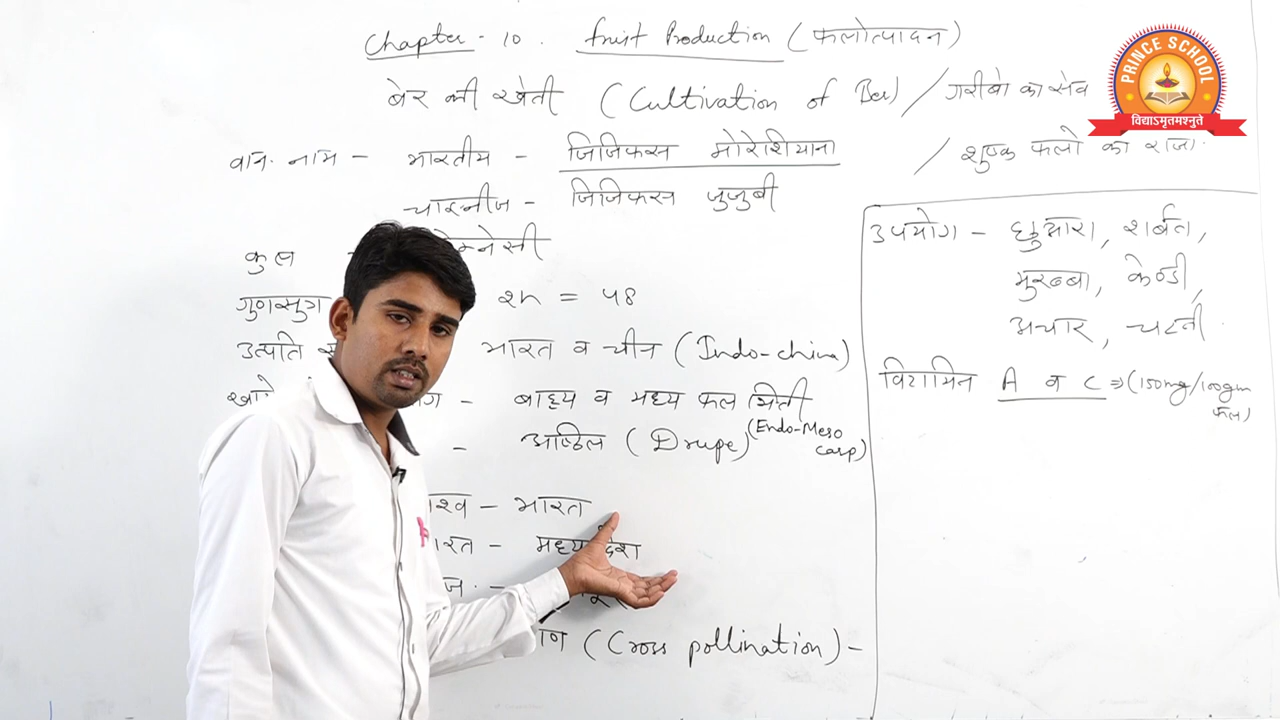 Chapter - 10. Fruit Production (फलोत्पादन)
बेर की खेती (Cultivation of Ber) / गरीबो का सेव
/ शुष्क फलो का राजा.
वान. नाम - भारतीय - जिजिफस मोरेशियाना
चाइनीज - जिजिफस जुजुबी
कुल
गुणसुत्र 2n = 48
उत्पति भारत व चीन (Indo-china)
बाह्य व मध्य फल भिती
(Endo-Meso carp)
- अष्ठिल (Drupe)
- भारत
- मध्य
(Cross pollination) -
उपयोग - छुआरा, शर्बत,
मुरब्बा, केण्डी,
अचार, चटनी.
विटामिन A व C => (150mg/100gm फल)
PRINCE SCHOOL
विद्याऽमृतमश्नुते